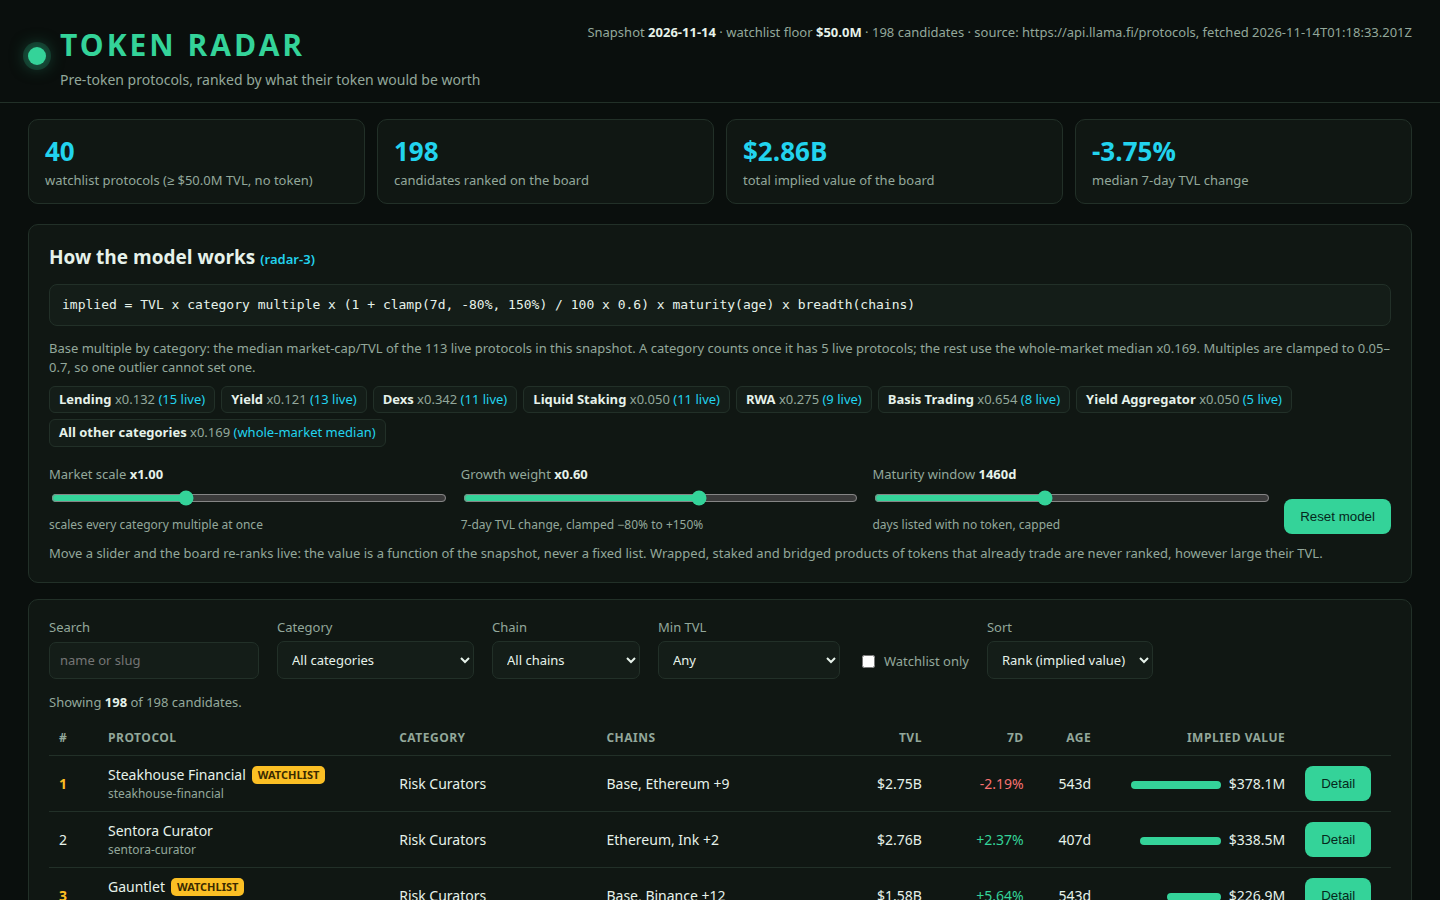 TOKEN RADAR
Pre-token protocols, ranked by what their token would be worth
Snapshot 2026-11-14 · watchlist floor $50.0M · 198 candidates · source: https://api.llama.fi/protocols, fetched 2026-11-14T01:18:33.201Z
40
watchlist protocols (≥ $50.0M TVL, no token)
198
candidates ranked on the board
$2.86B
total implied value of the board
-3.75%
median 7-day TVL change
How the model works (radar-3)
implied = TVL x category multiple x (1 + clamp(7d, -80%, 150%) / 100 x 0.6) x maturity(age) x breadth(chains)
Base multiple by category: the median market-cap/TVL of the 113 live protocols in this snapshot. A category counts once it has 5 live protocols; the rest use the whole-market median x0.169. Multiples are clamped to 0.05–
0.7, so one outlier cannot set one.
Lending x0.132 (15 live) Yield x0.121 (13 live) Dexs x0.342 (11 live) Liquid Staking x0.050 (11 live) RWA x0.275 (9 live) Basis Trading x0.654 (8 live) Yield Aggregator x0.050 (5 live)
All other categories x0.169 (whole-market median)
Market scale x1.00 Growth weight x0.60 Maturity window 1460d
scales every category multiple at once 7-day TVL change, clamped −80% to +150% days listed with no token, capped Reset model
Move a slider and the board re-ranks live: the value is a function of the snapshot, never a fixed list. Wrapped, staked and bridged products of tokens that already trade are never ranked, however large their TVL.
Search Category Chain Min TVL Sort
name or slug All categories All chains Any Watchlist only Rank (implied value)
Showing 198 of 198 candidates.
# PROTOCOL CATEGORY CHAINS TVL 7D AGE IMPLIED VALUE
1 Steakhouse Financial WATCHLIST Risk Curators Base, Ethereum +9 $2.75B -2.19% 543d $378.1M Detail
steakhouse-financial
2 Sentora Curator Risk Curators Ethereum, Ink +2 $2.76B +2.37% 407d $338.5M Detail
sentora-curator
3 Gauntlet WATCHLIST Risk Curators Base, Binance +12 $1.58B +5.64% 543d $226.9M Detail